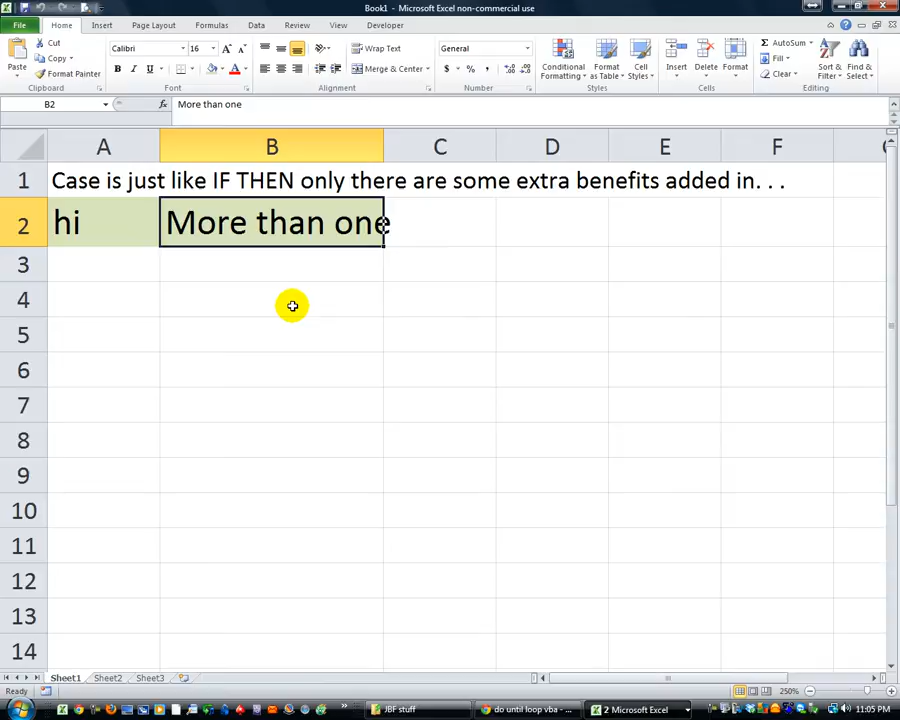 Book1 - Microsoft Excel non-commercial use
File Home Insert Page Layout Formulas Data Review View Developer
Cut Calibri 16 A A Wrap Text General AutoSum
Copy Fill
Paste Format Painter B I U A Merge & Center $ % , Conditional Formatting Format as Table Cell Styles Insert Delete Format Clear Sort & Filter Find & Select
Clipboard Font Alignment Number Styles Cells Editing
B2 fx More than one
A B C D E F
1 Case is just like IF THEN only there are some extra benefits added in. . .
2 hi More than one
3
4
5
6
7
8
9
10
11
12
13
14
Sheet1 Sheet2 Sheet3
Ready 250%
JBF stuff do until loop vba - ... 2 Microsoft Excel 11:05 PM